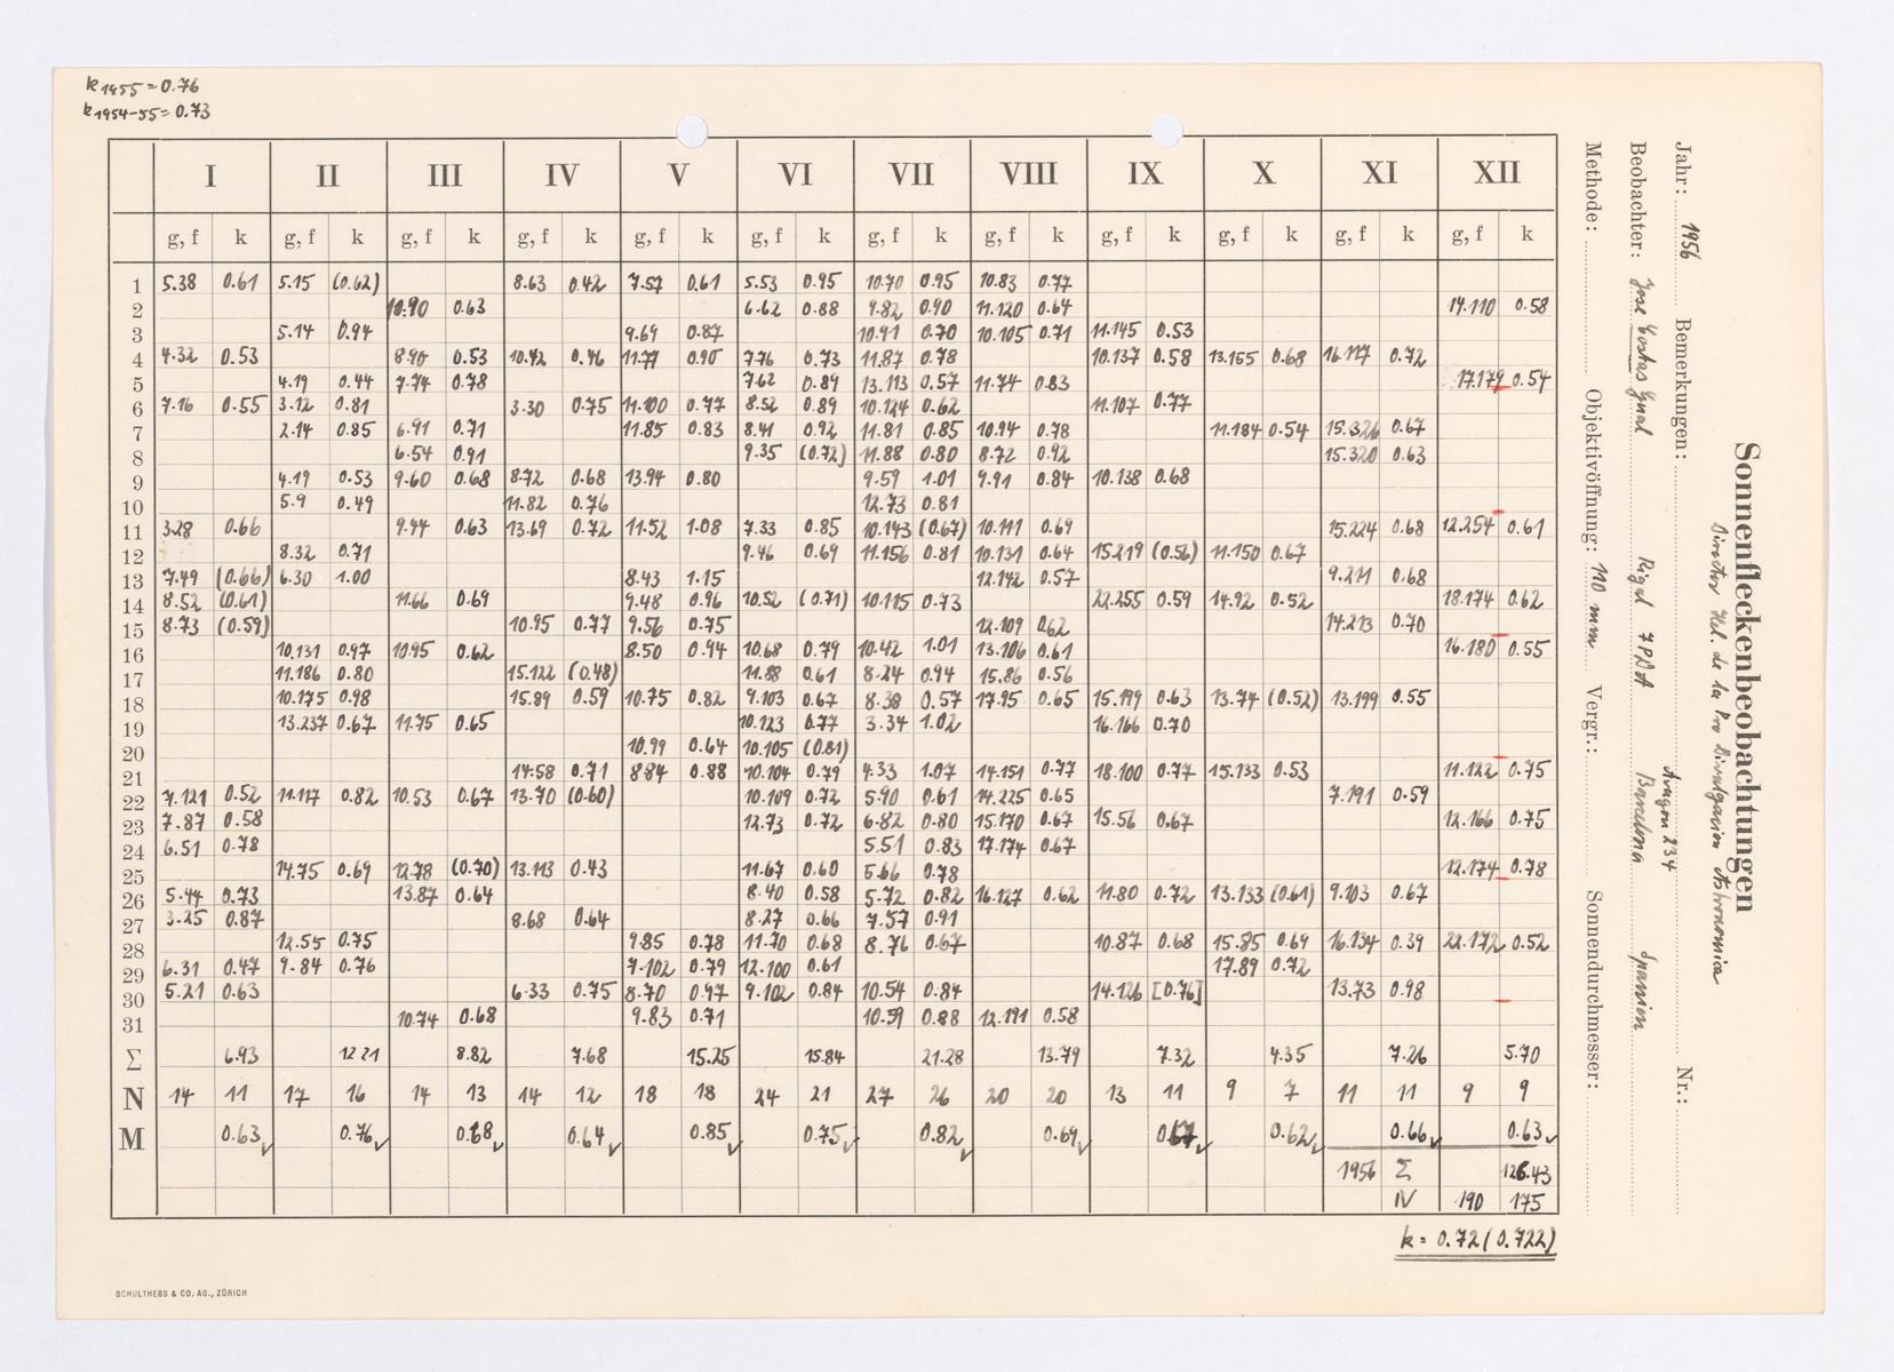 k1955 = 0.76
k1954-55 = 0.73
I II III IV V VI VII VIII IX X XI XII
g, f k g, f k g, f k g, f k g, f k g, f k g, f k g, f k g, f k g, f k g, f k g, f k
1 5.38 0.61 5.15 (0.62) 8.63 0.42 7.57 0.61 5.53 0.95 10.70 0.95 10.83 0.77
2 10.90 0.63 6.62 0.88 9.82 0.90 11.120 0.64 14.110 0.58
3 5.14 0.94 9.69 0.87 10.91 0.70 10.105 0.71 11.145 0.53
4 4.32 0.53 8.90 0.53 10.42 0.46 11.77 0.90 7.76 0.73 11.87 0.78 10.137 0.58 13.155 0.68 16.117 0.72
5 4.19 0.44 7.74 0.78 7.62 0.89 13.113 0.57 11.74 0.83 17.179 0.54
6 7.16 0.55 3.12 0.81 3.30 0.75 11.100 0.77 8.52 0.89 10.124 0.62 11.107 0.77
7 2.14 0.85 6.91 0.71 11.85 0.83 8.41 0.92 11.81 0.85 10.94 0.78 11.184 0.54 15.326 0.67
8 6.54 0.91 9.35 (0.72) 11.88 0.80 8.72 0.92 15.320 0.63
9 4.19 0.53 9.60 0.68 8.72 0.68 13.94 0.80 9.59 1.01 9.91 0.84 10.138 0.68
10 5.9 0.49 11.82 0.76 12.73 0.81
11 3.28 0.66 9.44 0.63 13.69 0.72 11.52 1.08 7.33 0.85 10.143 (0.67) 10.111 0.69 15.224 0.68 12.254 0.61
12 8.32 0.71 9.46 0.69 11.156 0.81 10.131 0.64 15.219 (0.56) 11.150 0.67
13 7.49 (0.66) 6.30 1.00 8.43 1.15 12.142 0.57 9.211 0.68
14 8.52 (0.61) 11.66 0.69 9.48 0.96 10.52 (0.71) 10.115 0.73 22.255 0.59 14.92 0.52 18.174 0.62
15 8.73 (0.59) 10.95 0.77 9.56 0.75 12.109 0.62 14.213 0.70
16 10.131 0.97 10.95 0.62 8.50 0.94 10.68 0.79 10.42 1.01 13.106 0.61 16.180 0.55
17 11.186 0.80 15.122 (0.48) 11.88 0.61 8.24 0.94 15.86 0.56
18 10.175 0.98 15.89 0.59 10.75 0.82 9.103 0.67 8.38 0.57 17.95 0.65 15.199 0.63 13.74 (0.52) 13.199 0.55
19 13.237 0.67 11.75 0.65 10.123 0.77 3.34 1.02 16.166 0.70
20 10.99 0.64 10.105 (0.81)
21 14.58 0.71 8.84 0.88 10.104 0.79 4.33 1.07 14.151 0.77 18.100 0.77 15.133 0.53 11.122 0.75
22 7.121 0.52 11.117 0.82 10.53 0.67 13.70 (0.60) 10.109 0.72 5.90 0.61 14.225 0.65 7.191 0.59
23 7.87 0.58 12.73 0.72 6.82 0.80 15.170 0.67 15.56 0.67 12.166 0.75
24 6.51 0.78 5.51 0.83 17.174 0.67
25 14.75 0.69 12.78 (0.70) 13.113 0.43 11.67 0.60 5.66 0.78 12.174 0.78
26 5.44 0.73 13.87 0.64 8.40 0.58 5.72 0.82 16.127 0.62 11.80 0.72 13.133 (0.61) 9.103 0.67
27 3.25 0.87 8.68 0.64 8.27 0.66 7.57 0.91
28 12.55 0.75 9.85 0.78 11.70 0.68 8.76 0.67 10.87 0.68 15.85 0.69 16.134 0.39 22.172 0.52
29 6.31 0.47 9.84 0.76 7.102 0.79 12.100 0.61 17.89 0.72
30 5.21 0.63 6.33 0.75 8.70 0.97 9.102 0.84 10.54 0.84 14.126 [0.76] 13.73 0.98
31 10.74 0.68 9.83 0.71 10.59 0.88 12.191 0.58
Σ 6.93 12 21 8.82 7.68 15.25 15.84 21.28 13.79 7.32 4.35 7.26 5.70
N 14 11 17 16 14 13 14 12 18 18 24 21 27 26 20 20 13 11 9 7 11 11 9 9
M 0.63 0.76 0.68 0.64 0.85 0.75 0.82 0.69 0.67 0.62 0.66 0.63
1956 Σ 126.43
N 190 175
k = 0.72 (0.722)
SCHULTHESS & CO. AG., ZÜRICH
Sonnenfleckenbeobachtungen
Director Hel. de la Pro Divulgacion Astronomica
Jahr: 1956 Bemerkungen: Nr.:
Aragon 234
Beobachter: José Costas Gual Barcelona Spanien
Methode: Objektivöffnung: 110 mm Vergr.: Sonnendurchmesser: